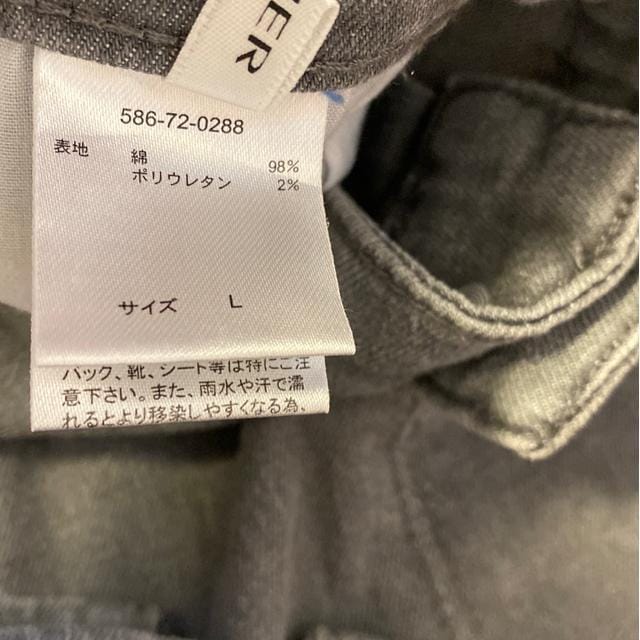 MER
586-72-0288
表地 綿 98%
ポリウレタン 2%
サイズ L
バック、靴、シート等は特にご注
意下さい。また、雨水や汗で濡
れるとより移染しやすくなる為、